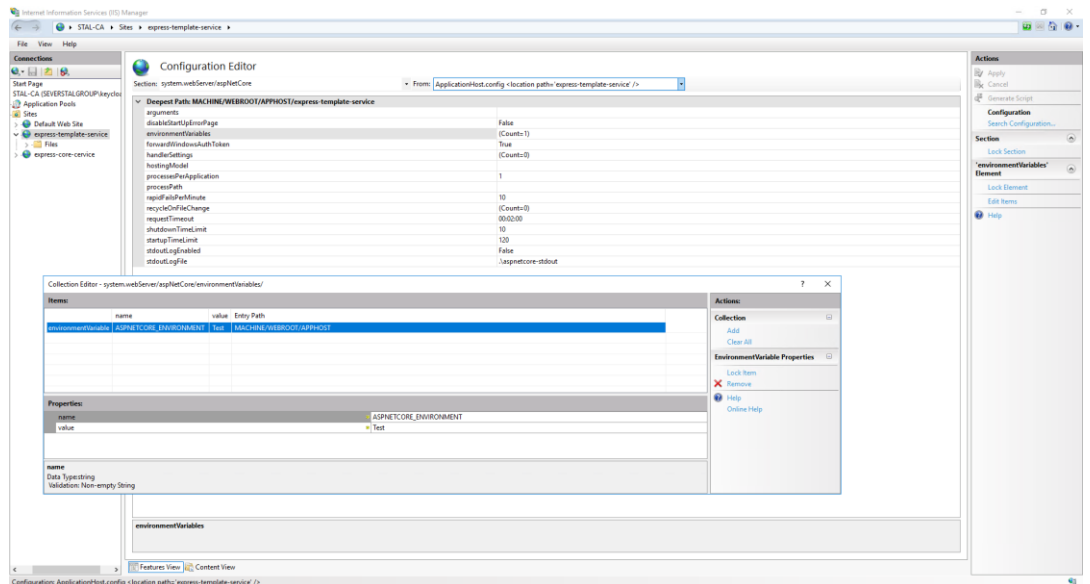 Internet Information Services (IIS) Manager
STAL-CA Sites express-template-service
File View Help
Connections
Start Page
STAL-CA (SEVERSTALGROUP\keyclo
Application Pools
Sites
Default Web Site
express-template-service
Files
express-core-cervice
Configuration Editor
Section: system.webServer/aspNetCore From: ApplicationHost.config <location path='express-template-service' />
Deepest Path: MACHINE/WEBROOT/APPHOST/express-template-service
arguments
disableStartUpErrorPage False
environmentVariables (Count=1)
forwardWindowsAuthToken True
handlerSettings (Count=0)
hostingModel
processesPerApplication 1
processPath
rapidFailsPerMinute 10
recycleOnFileChange (Count=0)
requestTimeout 00:02:00
shutdownTimeLimit 10
startupTimeLimit 120
stdoutLogEnabled False
stdoutLogFile .\aspnetcore-stdout
Actions
Apply
Cancel
Generate Script
Configuration
Search Configuration...
Section
Lock Section
'environmentVariables'
Element
Lock Element
Edit Items
Help
Collection Editor - system.webServer/aspNetCore/environmentVariables/ ? X
Items:
name value Entry Path
environmentVariable ASPNETCORE_ENVIRONMENT Test MACHINE/WEBROOT/APPHOST
Properties:
name ASPNETCORE_ENVIRONMENT
value Test
name
Data Type:string
Validation: Non-empty String
Actions:
Collection
Add
Clear All
EnvironmentVariable Properties
Lock Item
Remove
Help
Online Help
environmentVariables
Features View Content View
Configuration: ApplicationHost.config <location path='express-template-service' />